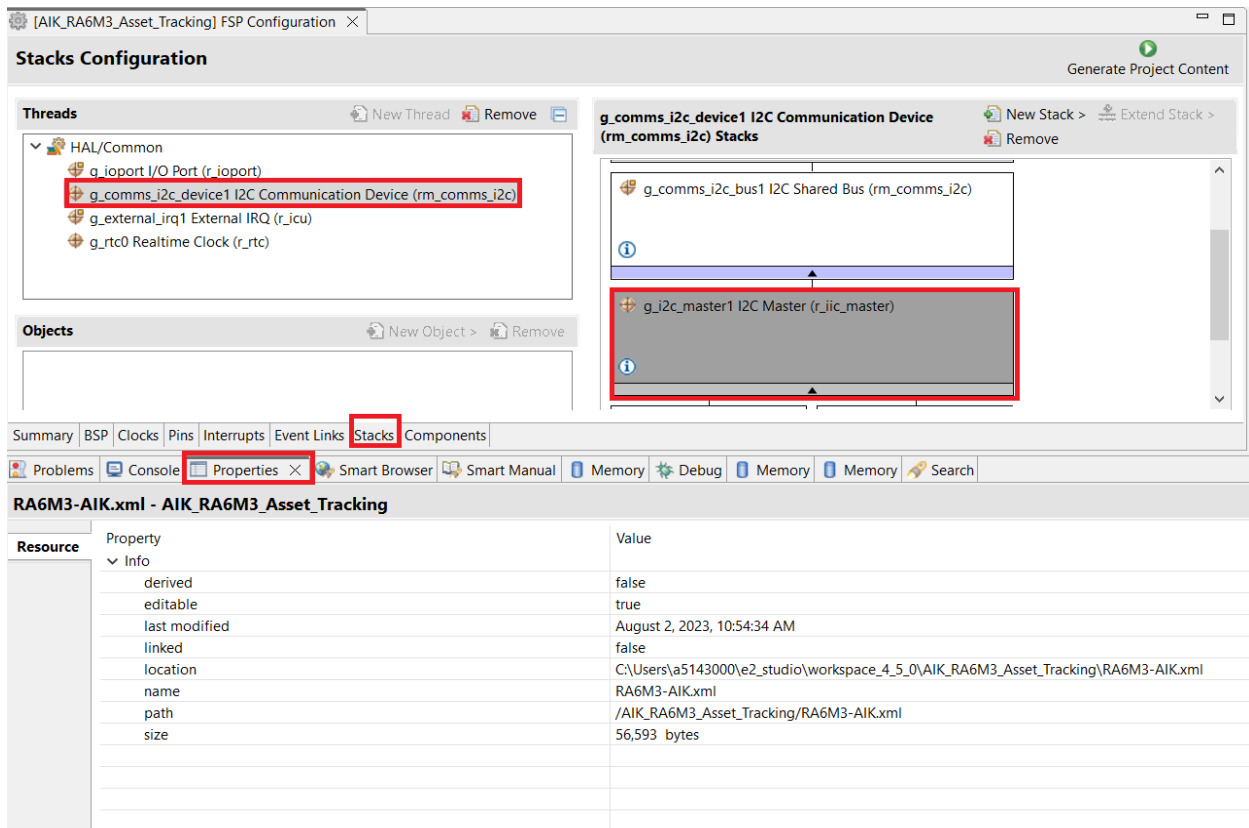 [AIK_RA6M3_Asset_Tracking] FSP Configuration
Stacks Configuration
Generate Project Content
Threads
New Thread
Remove
HAL/Common
g_ioport I/O Port (r_ioport)
g_comms_i2c_device1 I2C Communication Device (rm_comms_i2c)
g_external_irq1 External IRQ (r_icu)
g_rtc0 Realtime Clock (r_rtc)
Objects
New Object >
Remove
g_comms_i2c_device1 I2C Communication Device
(rm_comms_i2c) Stacks
New Stack >
Extend Stack >
Remove
g_comms_i2c_bus1 I2C Shared Bus (rm_comms_i2c)
g_i2c_master1 I2C Master (r_iic_master)
Summary BSP Clocks Pins Interrupts Event Links Stacks Components
Problems Console Properties Smart Browser Smart Manual Memory Debug Memory Memory Search
RA6M3-AIK.xml - AIK_RA6M3_Asset_Tracking
Resource
Property Value
Info
derived false
editable true
last modified August 2, 2023, 10:54:34 AM
linked false
location C:\Users\a5143000\e2_studio\workspace_4_5_0\AIK_RA6M3_Asset_Tracking\RA6M3-AIK.xml
name RA6M3-AIK.xml
path /AIK_RA6M3_Asset_Tracking/RA6M3-AIK.xml
size 56,593 bytes